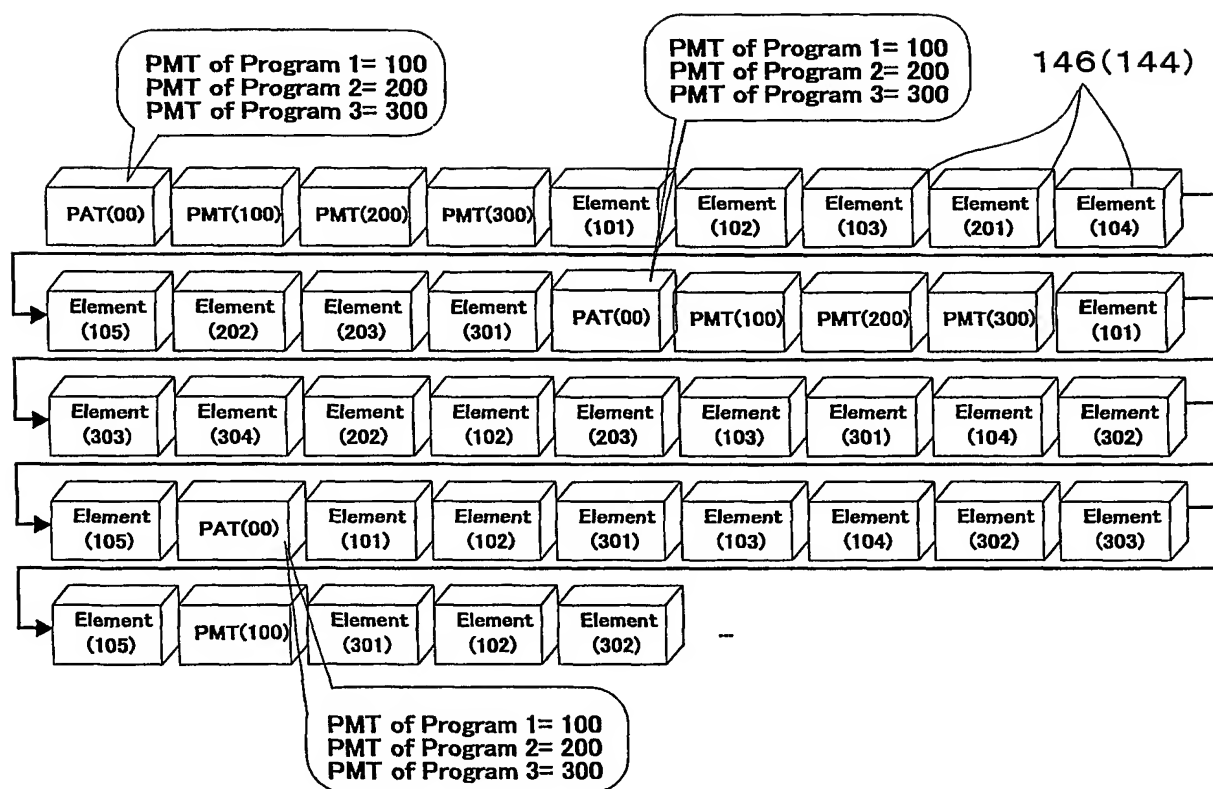 PMT of Program 1= 100
PMT of Program 2= 200
PMT of Program 3= 300
PMT of Program 1= 100
PMT of Program 2= 200
PMT of Program 3= 300
146(144)
PAT(00) PMT(100) PMT(200) PMT(300) Element (101) Element (102) Element (103) Element (201) Element (104)
Element (105) Element (202) Element (203) Element (301) PAT(00) PMT(100) PMT(200) PMT(300) Element (101)
Element (303) Element (304) Element (202) Element (102) Element (203) Element (103) Element (301) Element (104) Element (302)
Element (105) PAT(00) Element (101) Element (102) Element (301) Element (103) Element (104) Element (302) Element (303)
Element (105) PMT(100) Element (301) Element (102) Element (302) --
PMT of Program 1= 100
PMT of Program 2= 200
PMT of Program 3= 300